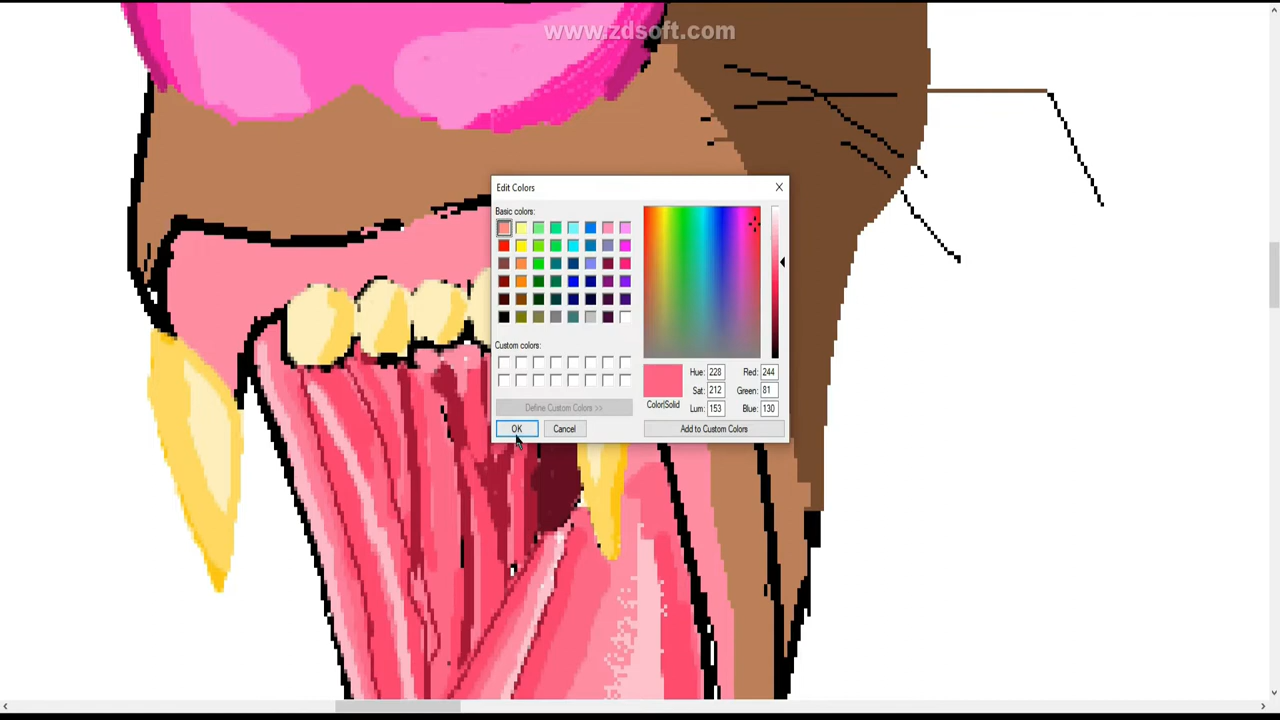 www.zdsoft.com
Edit Colors
Basic colors:
Custom colors:
Define Custom Colors >>
OK
Cancel
Color|Solid
Hue: 228
Sat: 212
Lum: 153
Red: 244
Green: 81
Blue: 130
Add to Custom Colors